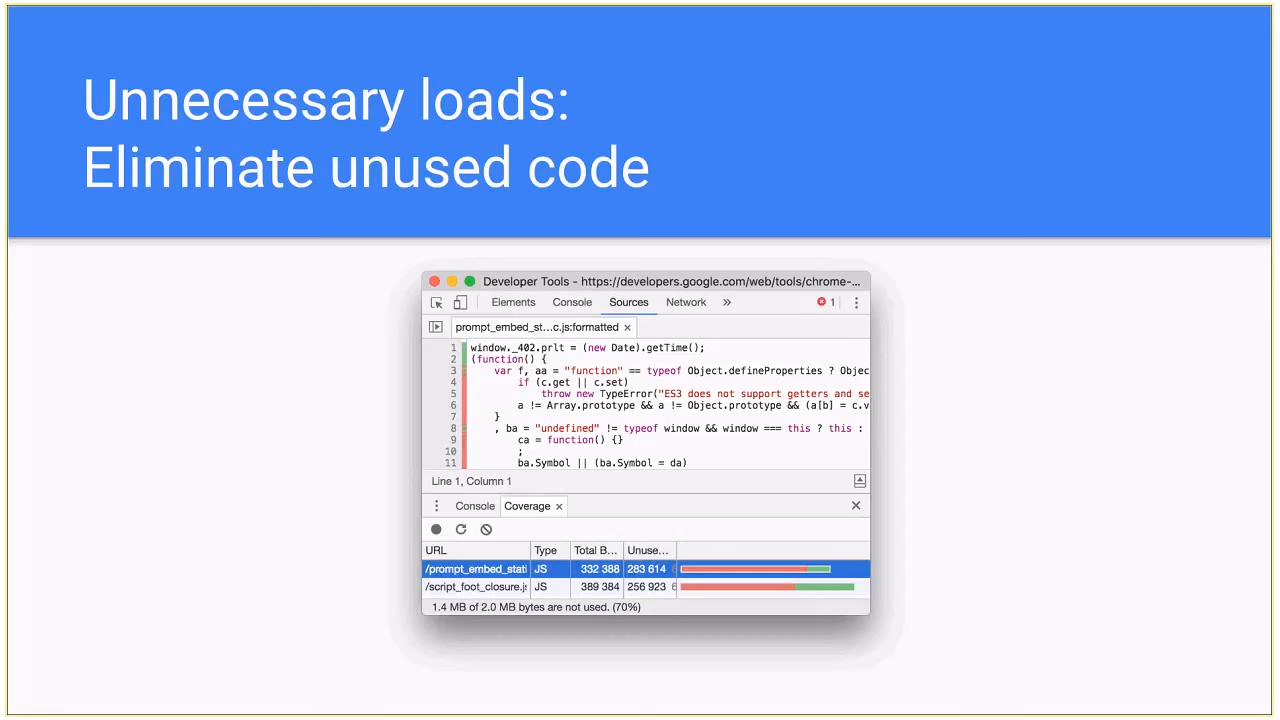 Unnecessary loads:
Eliminate unused code
Developer Tools - https://developers.google.com/web/tools/chrome-...
Elements Console Sources Network » 1
prompt_embed_st...c.js:formatted ×
1 window._402.prlt = (new Date).getTime();
2 (function() {
3 var f, aa = "function" == typeof Object.defineProperties ? Objec
4 if (c.get || c.set)
5 throw new TypeError("ES3 does not support getters and se
6 a != Array.prototype && a != Object.prototype && (a[b] = c.v
7 }
8 , ba = "undefined" != typeof window && window === this ? this :
9 ca = function() {}
10 ;
11 ba.Symbol || (ba.Symbol = da)
Line 1, Column 1
Console Coverage ×
URL Type Total B... Unuse...
/prompt_embed_stati JS 332 388 283 614
/script_foot_closure.js JS 389 384 256 923
1.4 MB of 2.0 MB bytes are not used. (70%)